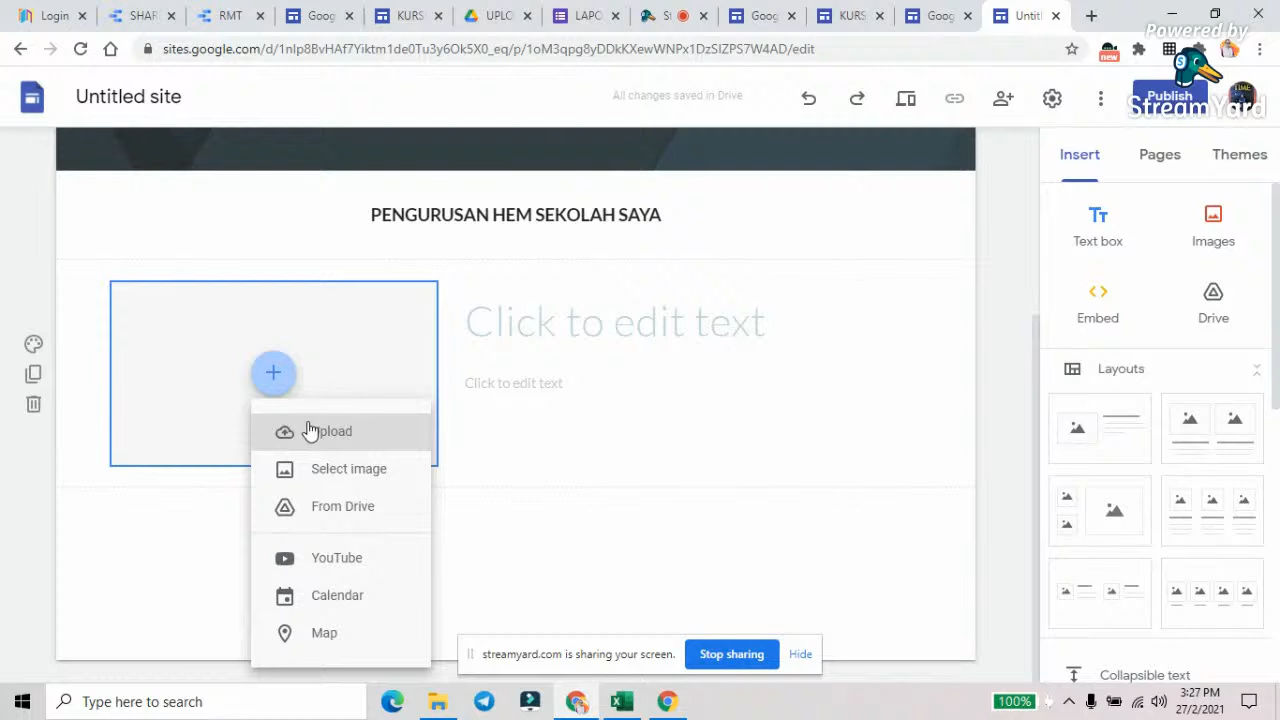 Login
SHAR
RMT
Goog
KURS
UPLO
LAPO
St
Goog
KURS
Goog
Untit
sites.google.com/d/1nlp8BvHAf7Yiktm1de0Tu3y6Ok5X0_eq/p/1oM3qpg8yDDkKXewWNPx1DzSlZPS7W4AD/edit
new
Powered by
StreamYard
Untitled site
All changes saved in Drive
Publish
Insert
Pages
Themes
PENGURUSAN HEM SEKOLAH SAYA
Tt
Text box
Images
Embed
Drive
Click to edit text
Click to edit text
Layouts
Upload
Select image
From Drive
YouTube
Calendar
Map
Collapsible text
streamyard.com is sharing your screen.
Stop sharing
Hide
Type here to search
100%
3:27 PM
27/2/2021